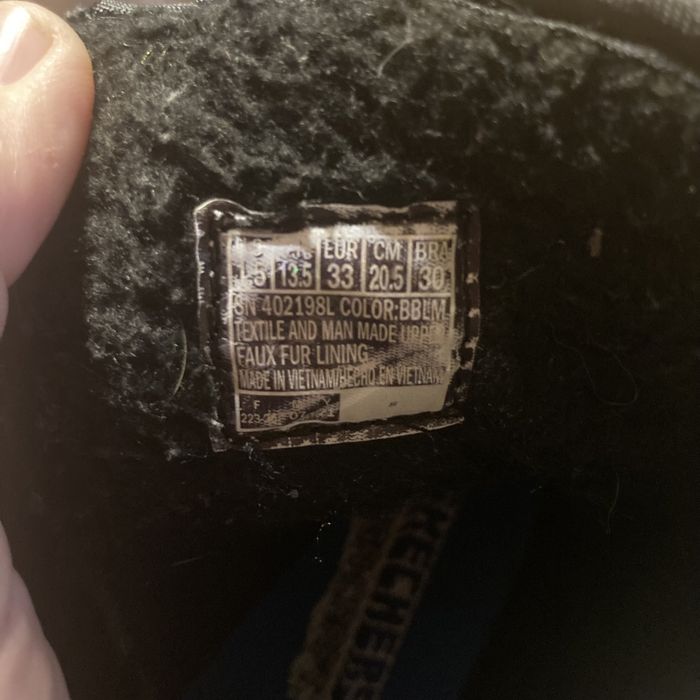 EUR CM BRA
13.5 33 20.5 30
SN 402198L COLOR:BBLM
TEXTILE AND MAN MADE UPPER
FAUX FUR LINING
MADE IN VIETNAM/HECHO EN VIETNAM
F
SKECHERS